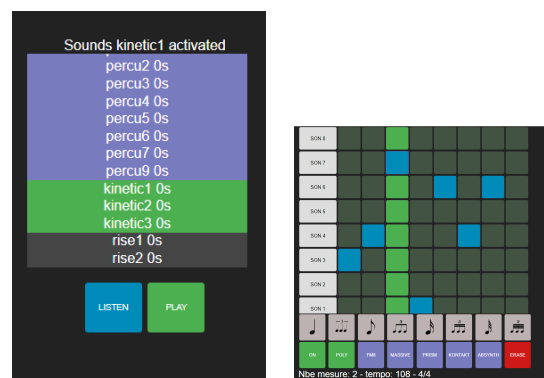 Sounds kinetic1 activated
percu2 0s
percu3 0s
percu4 0s
percu5 0s
percu6 0s
percu7 0s
percu9 0s
kinetic1 0s
kinetic2 0s
kinetic3 0s
rise1 0s
rise2 0s
LISTEN PLAY
SON 8
SON 7
SON 6
SON 5
SON 4
SON 3
SON 2
SON 1
ON POLY FM8 MASSIVE PRISM KONTAKT ABSYNTH ERASE
Nbe mesure: 2 - tempo: 108 - 4/4